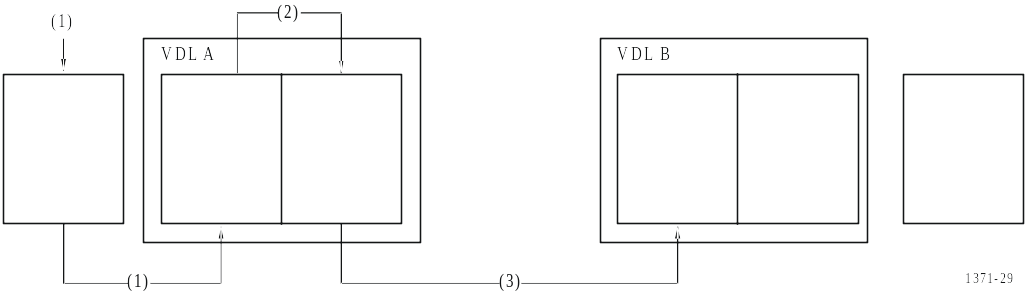 (2)
(1)
VDL A
VDL B
(1)
(3)
1371-29